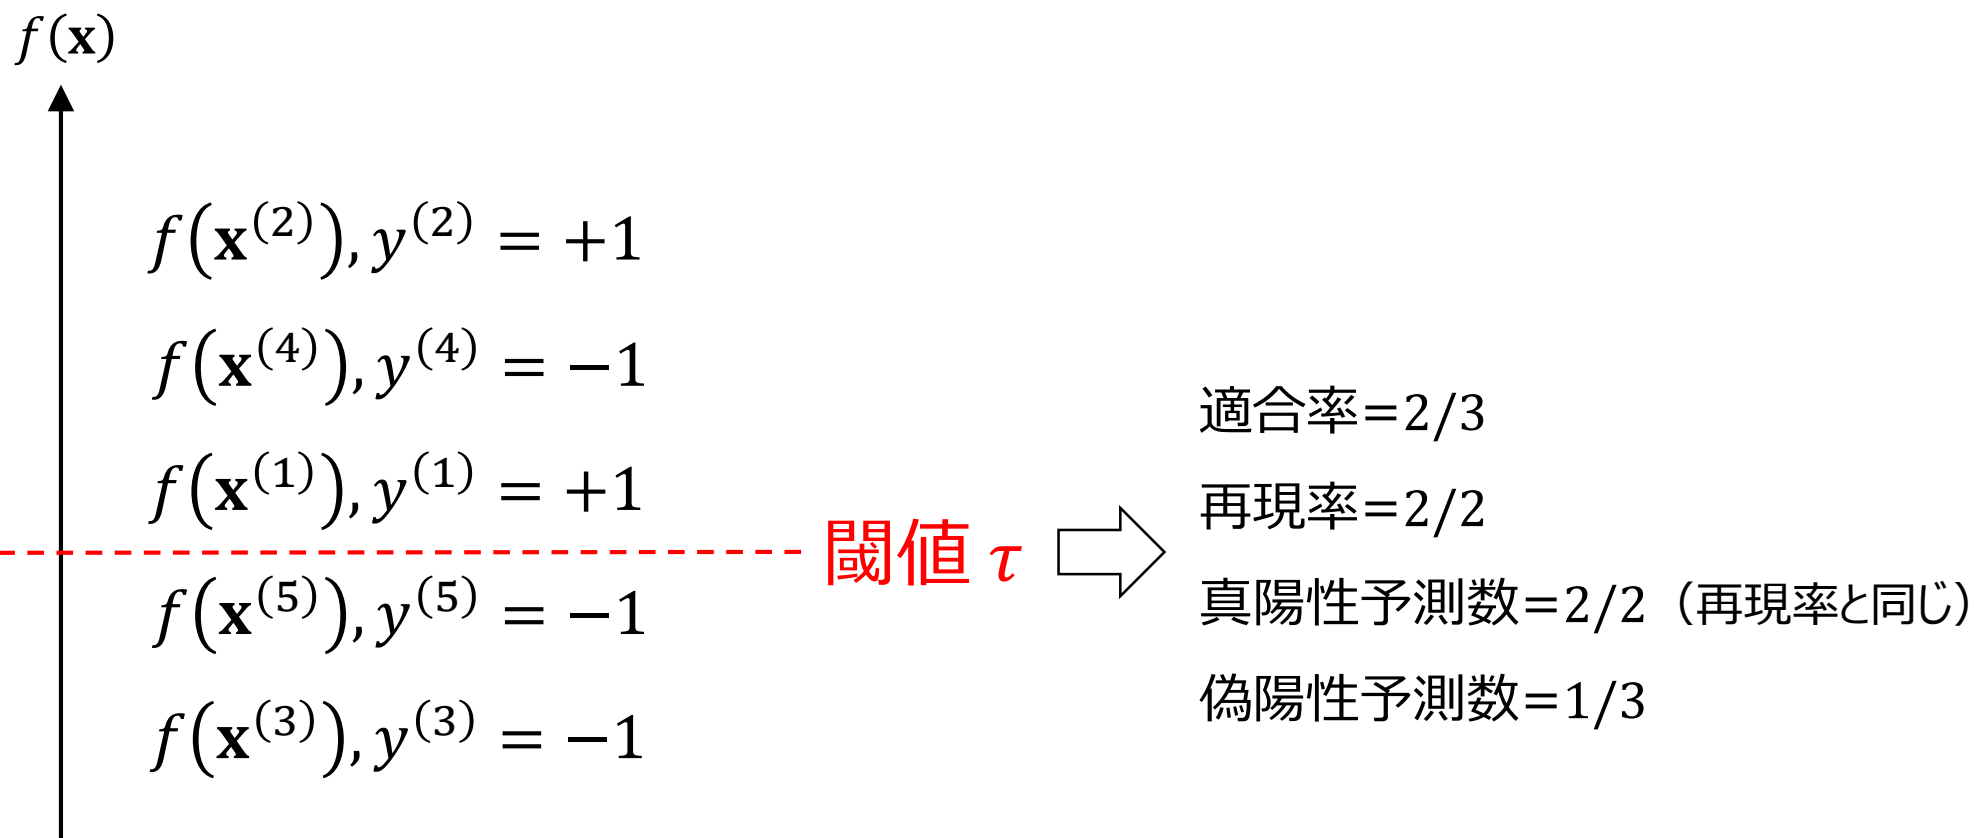 f(x)
f(x⁽²⁾), y⁽²⁾ = +1
f(x⁽⁴⁾), y⁽⁴⁾ = −1
f(x⁽¹⁾), y⁽¹⁾ = +1
閾値 τ
f(x⁽⁵⁾), y⁽⁵⁾ = −1
f(x⁽³⁾), y⁽³⁾ = −1
適合率=2/3
再現率=2/2
真陽性予測数=2/2（再現率と同じ）
偽陽性予測数=1/3